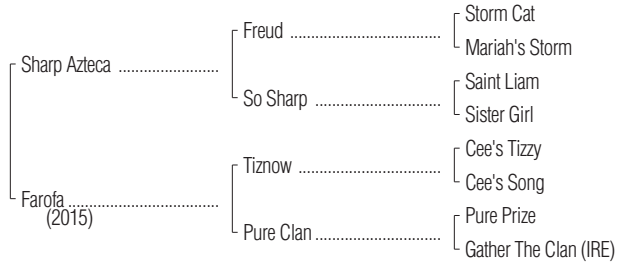 Storm Cat
Freud ..........................................
Mariah's Storm
Sharp Azteca ...........................
Saint Liam
So Sharp ...................................
Sister Girl
Cee's Tizzy
Tiznow .......................................
Cee's Song
Farofa .........................................
(2015)
Pure Prize
Pure Clan ..................................
Gather The Clan (IRE)